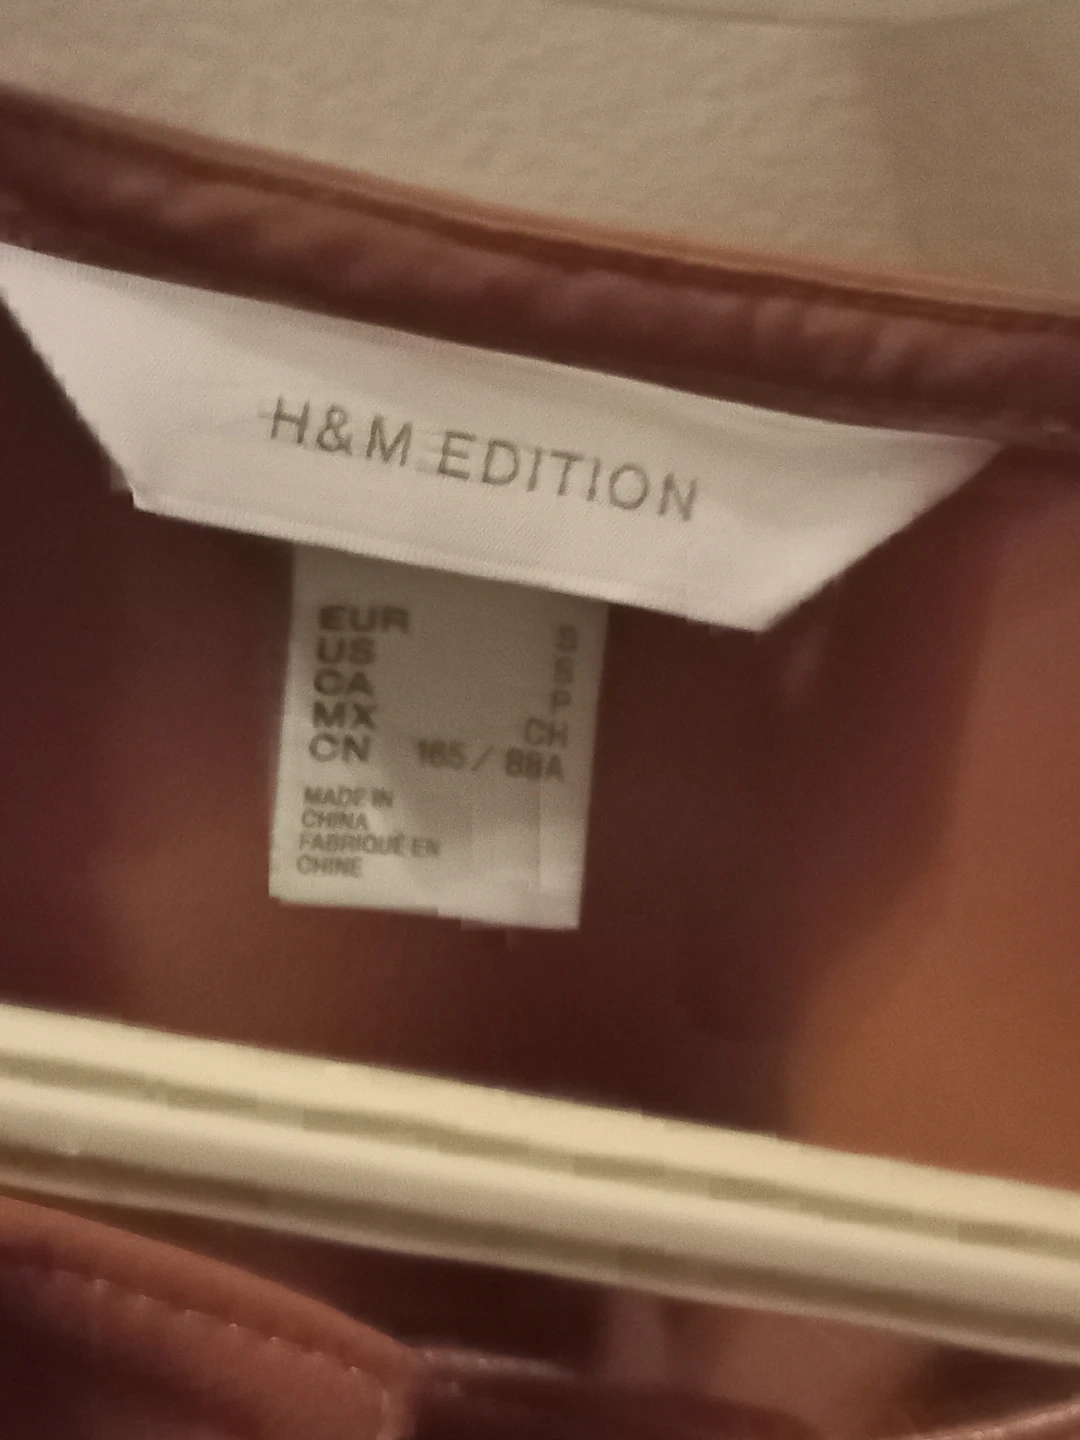 H&M EDITION
EUR S
US S
CA P
MX CH
CN 165 / 88A
MADE IN
CHINA
FABRIQUÉ EN
CHINE